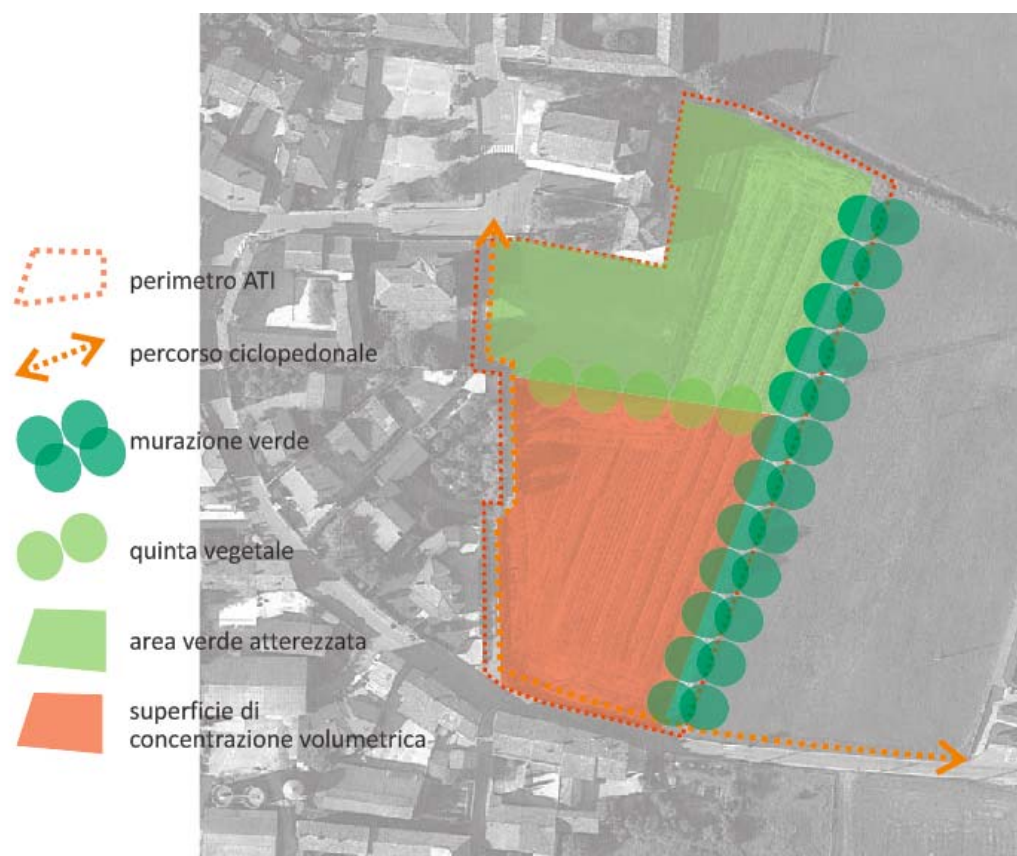 perimetro ATI
percorso ciclopedonale
murazione verde
quinta vegetale
area verde atterezzata
superficie di
concentrazione volumetrica